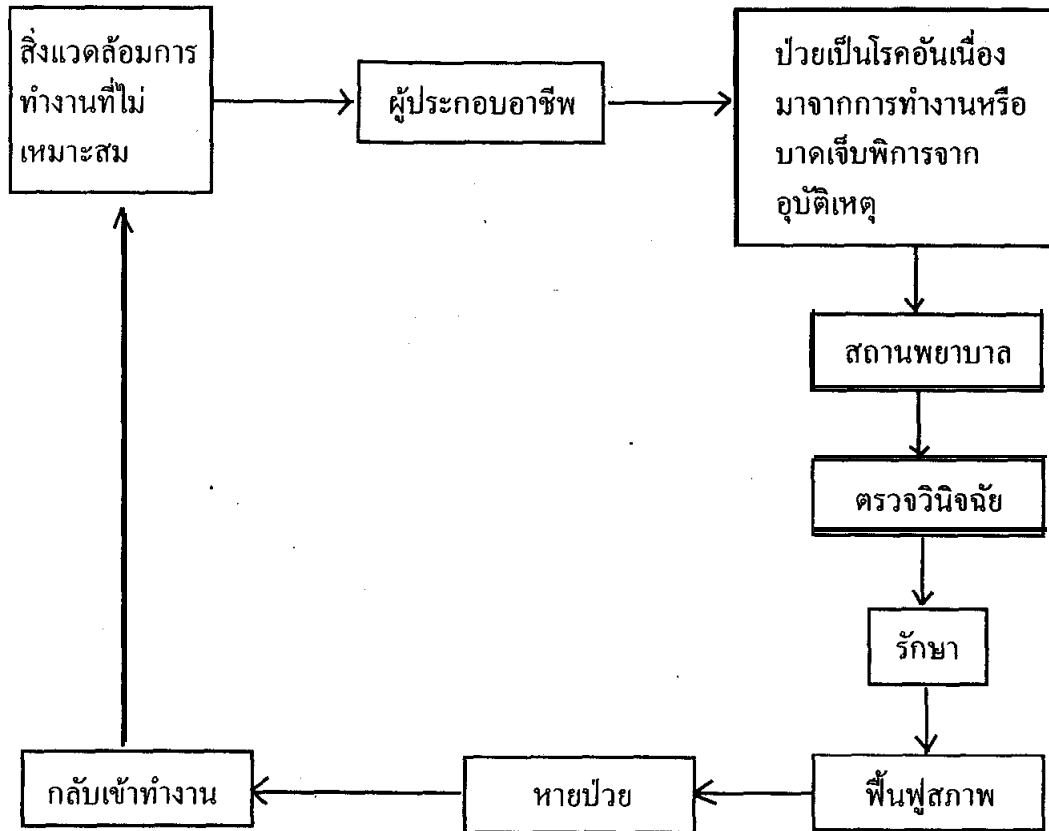 สิ่งแวดล้อมการ
ทำงานที่ไม่
เหมาะสม
ผู้ประกอบอาชีพ
ป่วยเป็นโรคอันเนื่อง
มาจากการทำงานหรือ
บาดเจ็บพิการจาก
อุบัติเหตุ
สถานพยาบาล
ตรวจวินิจฉัย
รักษา
ฟื้นฟูสภาพ
หายป่วย
กลับเข้าทำงาน